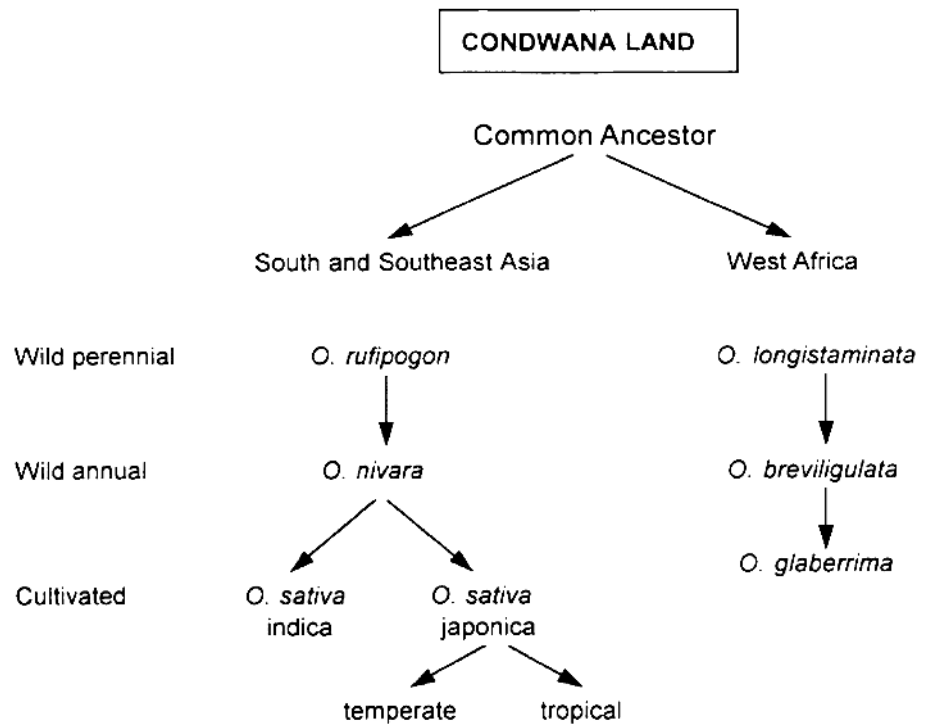 CONDWANA LAND
Common Ancestor
South and Southeast Asia
West Africa
Wild perennial
O. rufipogon
O. longistaminata
Wild annual
O. nivara
O. breviligulata
O. glaberrima
Cultivated
O. sativa
indica
O. sativa
japonica
temperate
tropical